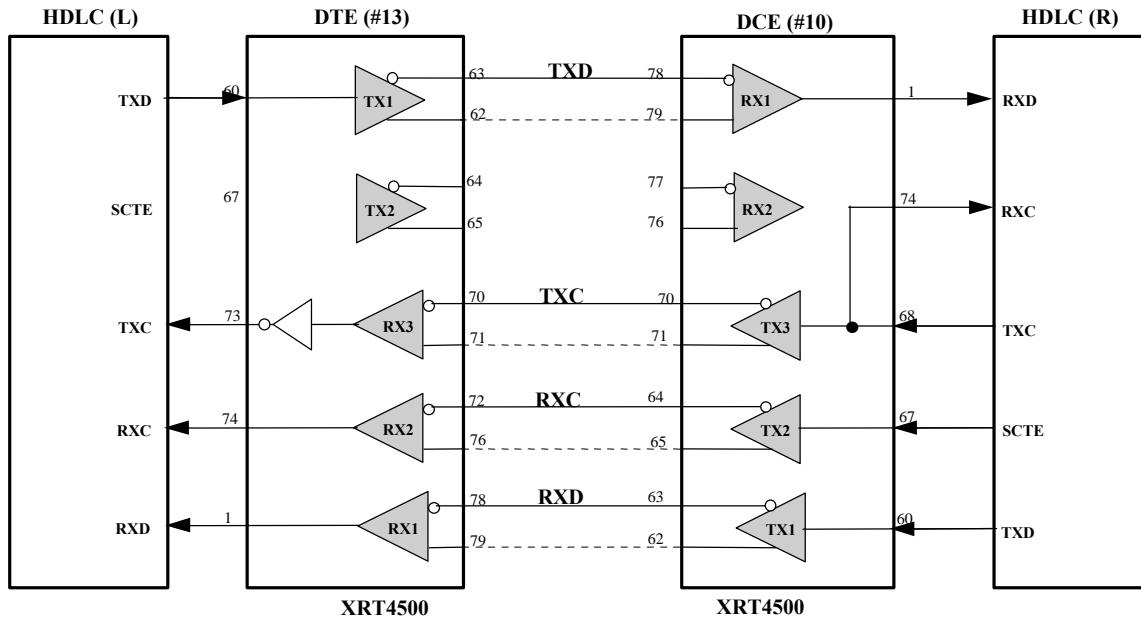 HDLC (L) DTE (#13) DCE (#10) HDLC (R)
TXD 60 TX1 63 TXD 78 RX1 1 RXD
62 79
SCTE 67 TX2 64 77 RX2 74 RXC
65 76
TXC 73 RX3 70 TXC 70 TX3 68 TXC
71 71
RXC 74 RX2 72 RXC 64 TX2 67 SCTE
76 65
RXD 1 RX1 78 RXD 63 TX1 60 TXD
79 62
XRT4500 XRT4500